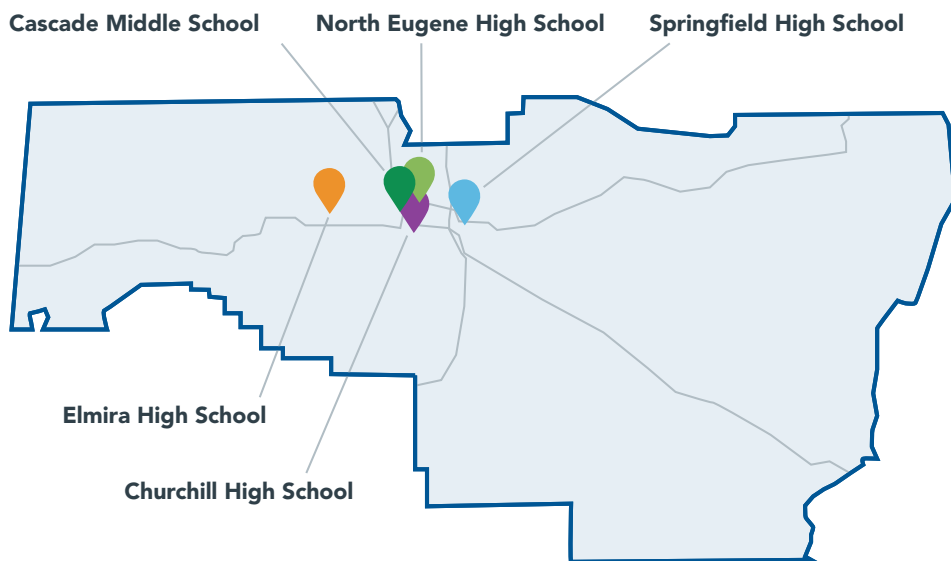 Cascade Middle School
North Eugene High School
Springfield High School
Elmira High School
Churchill High School